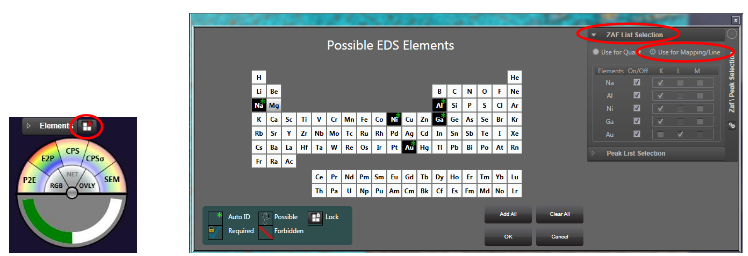 Elements
P2E E2P CPS CPSα SEM
RGB NET OVLY
Possible EDS Elements
H He
Li Be B C N O F Ne
Na Mg Al Si P S Cl Ar
K Ca Sc Ti V Cr Mn Fe Co Ni Cu Zn Ga Ge As Se Br Kr
Rb Sr Y Zr Nb Mo Tc Ru Rh Pd Ag Cd In Sn Sb Te I Xe
Cs Ba La Hf Ta W Re Os Ir Pt Au Hg Tl Pb Bi Po At Rn
Fr Ra Ac
Ce Pr Nd Pm Sm Eu Gd Tb Dy Ho Er Tm Yb Lu
Th Pa U Np Pu Am Cm Bk Cf Es Fm Md No Lr
Auto ID Possible Lock
Required Forbidden
Add All Clear All
OK Cancel
ZAF List Selection
Use for Quant Use for Mapping/Line
Elements On/Off K L M
Na
Al
Ni
Ga
Au
Peak List Selection
Zaf \ Peak Selection